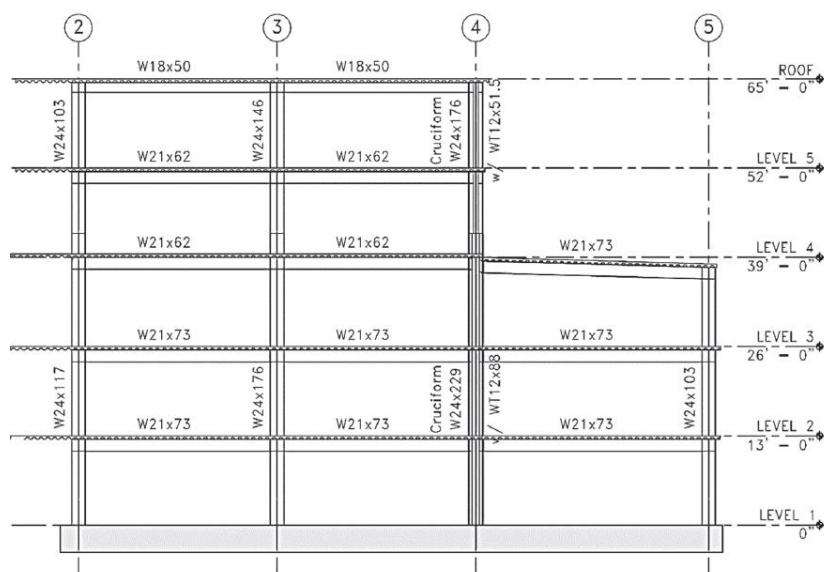 2 3 4 5
W18x50 W18x50 ROOF
65' - 0"
W24x103
W24x146
Cruciform
W24x176
w/ WT12x51.5
W21x62 W21x62 LEVEL 5
52' - 0"
W21x62 W21x62 W21x73 LEVEL 4
39' - 0"
W21x73 W21x73 W21x73 LEVEL 3
26' - 0"
W24x117
W24x176
Cruciform
W24x229
w/ WT12x88
W24x103
W21x73 W21x73 W21x73 LEVEL 2
13' - 0"
LEVEL 1
0"